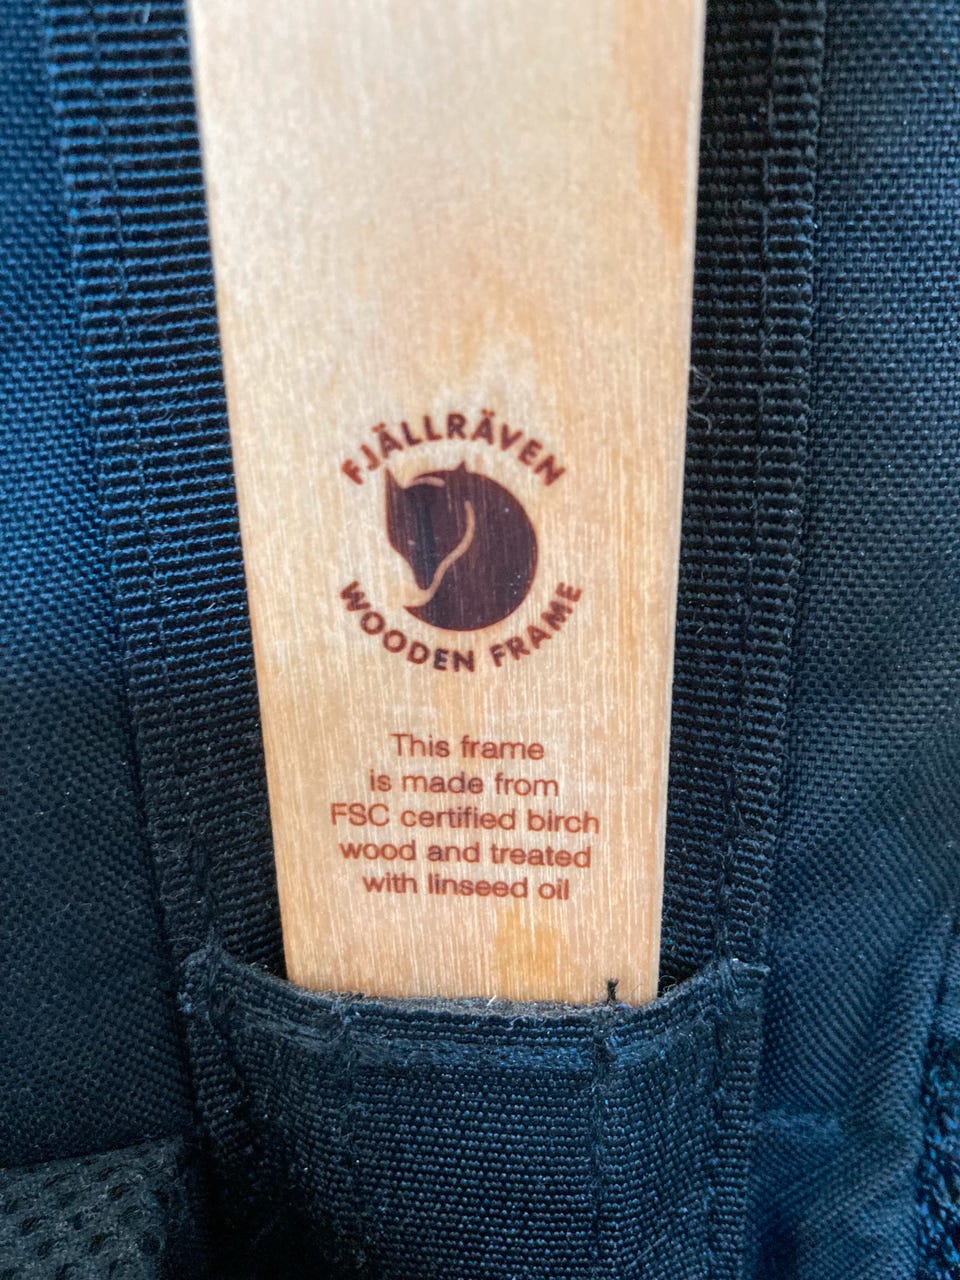 FJÄLLRÄVEN
WOODEN FRAME
This frame
is made from
FSC certified birch
wood and treated
with linseed oil